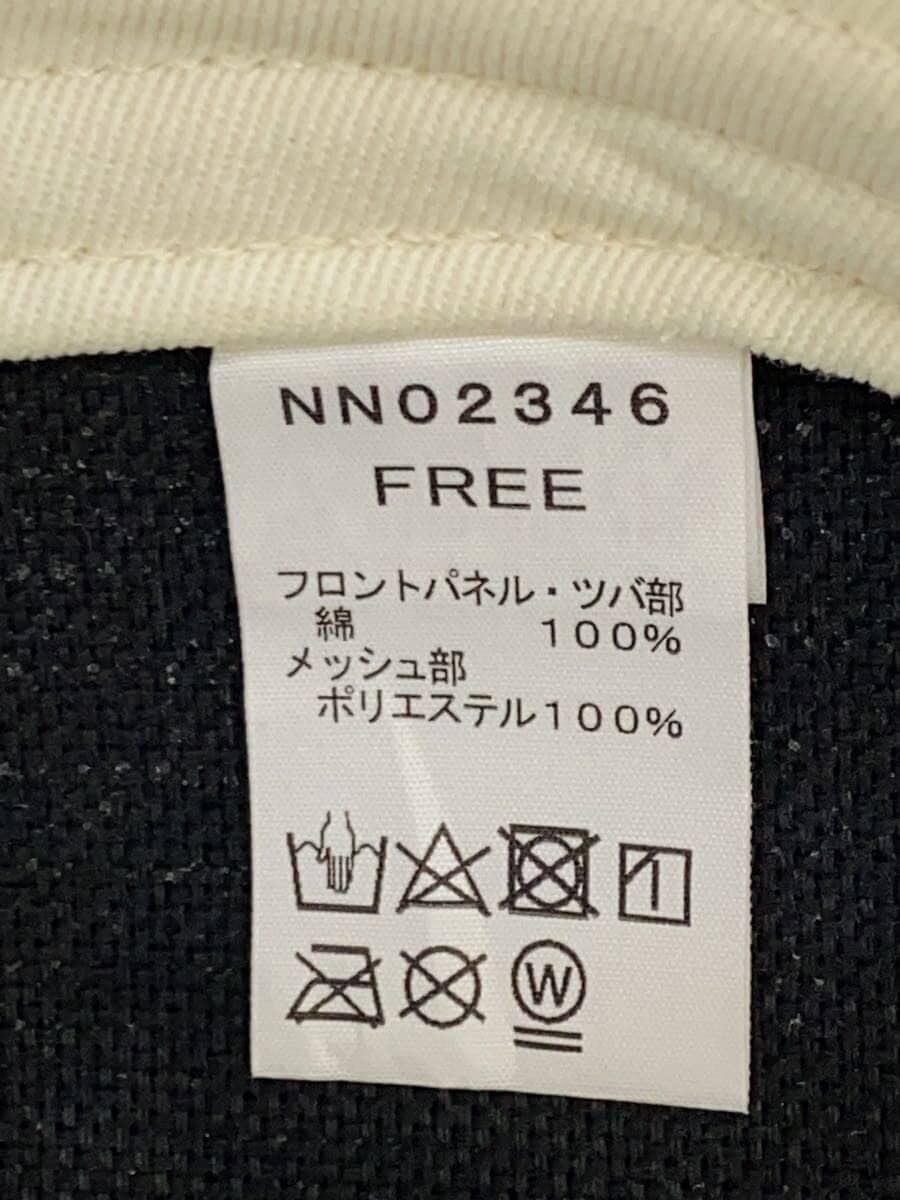 NN02346
FREE
フロントパネル・ツバ部
綿 100%
メッシュ部
ポリエステル100%
W